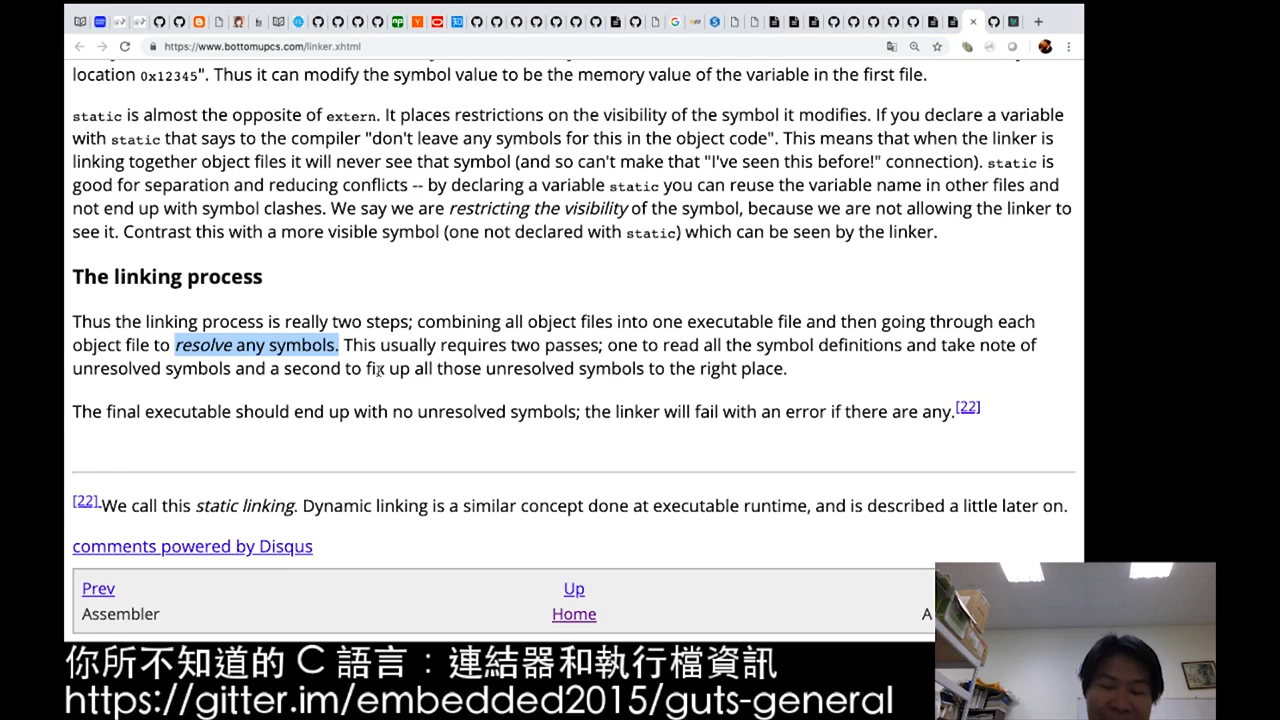 https://www.bottomupcs.com/linker.xhtml
location 0x12345". Thus it can modify the symbol value to be the memory value of the variable in the first file.
static is almost the opposite of extern. It places restrictions on the visibility of the symbol it modifies. If you declare a variable
with static that says to the compiler "don't leave any symbols for this in the object code". This means that when the linker is
linking together object files it will never see that symbol (and so can't make that "I've seen this before!" connection). static is
good for separation and reducing conflicts -- by declaring a variable static you can reuse the variable name in other files and
not end up with symbol clashes. We say we are restricting the visibility of the symbol, because we are not allowing the linker to
see it. Contrast this with a more visible symbol (one not declared with static) which can be seen by the linker.
The linking process
Thus the linking process is really two steps; combining all object files into one executable file and then going through each
object file to resolve any symbols. This usually requires two passes; one to read all the symbol definitions and take note of
unresolved symbols and a second to fix up all those unresolved symbols to the right place.
The final executable should end up with no unresolved symbols; the linker will fail with an error if there are any.[22]
[22] We call this static linking. Dynamic linking is a similar concept done at executable runtime, and is described a little later on.
comments powered by Disqus
Prev Up
Assembler Home A
你所不知道的 C 語言：連結器和執行檔資訊
https://gitter.im/embedded2015/guts-general